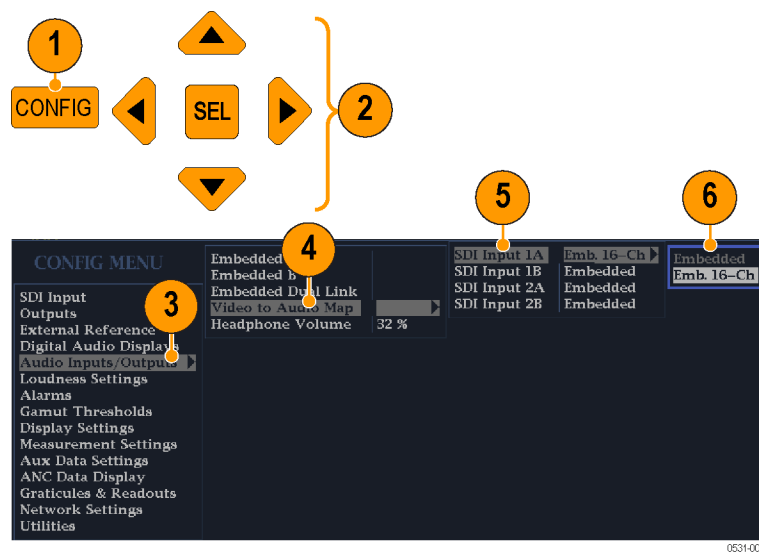 1
CONFIG
SEL
2
3
4
5
6
CONFIG MENU
SDI Input
Outputs
External Reference
Digital Audio Displays
Audio Inputs/Outputs
Loudness Settings
Alarms
Gamut Thresholds
Display Settings
Measurement Settings
Aux Data Settings
ANC Data Display
Graticules & Readouts
Network Settings
Utilities
Embedded
Embedded B
Embedded Dual Link
Video to Audio Map
Headphone Volume 32 %
SDI Input 1A Emb. 16-Ch
SDI Input 1B Embedded
SDI Input 2A Embedded
SDI Input 2B Embedded
Embedded
Emb. 16-Ch
0531-00